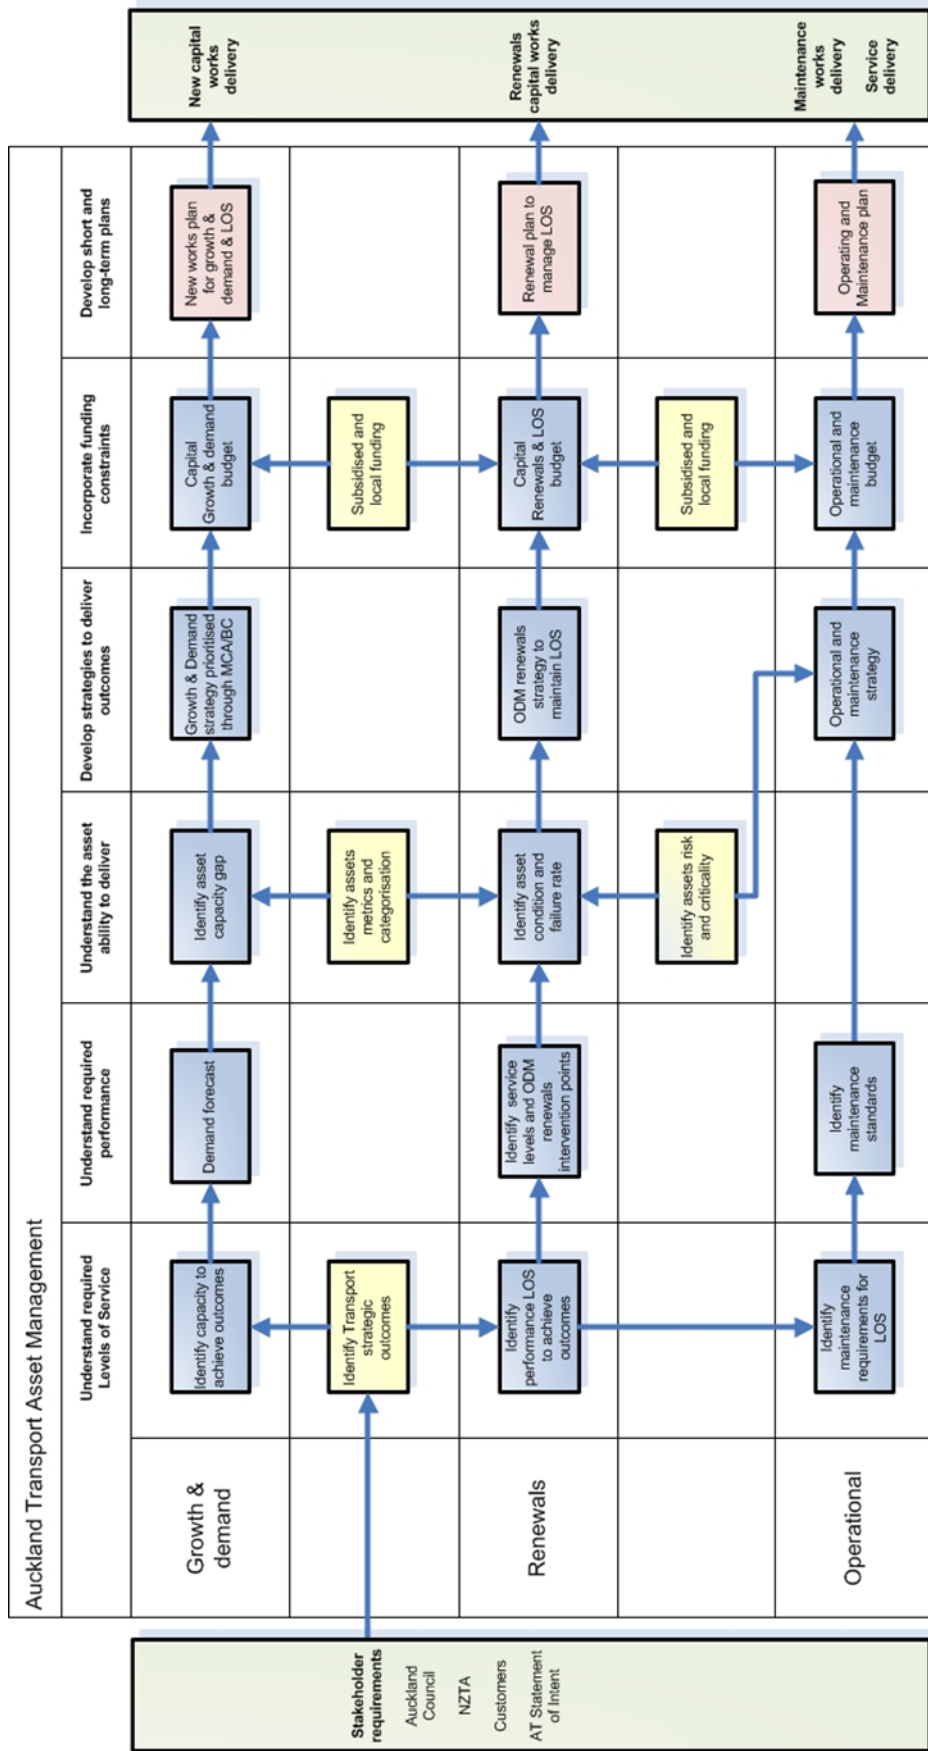 Auckland Transport Asset Management
Understand required
Levels of Service
Understand required
performance
Understand the asset
ability to deliver
Develop strategies to deliver
outcomes
Incorporate funding
constraints
Develop short and
long-term plans
Stakeholder
requirements
Auckland
Council
NZTA
Customers
AT Statement
of Intent
Growth &
demand
Identify capacity to
achieve outcomes
Demand forecast
Identify asset
capacity gap
Growth & Demand
strategy prioritised
through MCA/BC
Capital
Growth & demand
budget
New works plan
for growth &
demand & LOS
New capital
works
delivery
Identify Transport
strategic
outcomes
Identify assets
metrics and
categorisation
Subsidised and
local funding
Renewals
Identify
performance LOS
to achieve
outcomes
Identify service
levels and ODM
renewals
intervention points
Identify asset
condition and
failure rate
ODM renewals
strategy to
maintain LOS
Capital
Renewals & LOS
budget
Renewal plan to
manage LOS
Renewals
capital works
delivery
Identify assets risk
and criticality
Subsidised and
local funding
Operational
Identify
maintenance
requirements for
LOS
Identify
maintenance
standards
Operational and
maintenance
strategy
Operational and
maintenance
budget
Operating and
Maintenance plan
Maintenance
works
delivery
Service
delivery